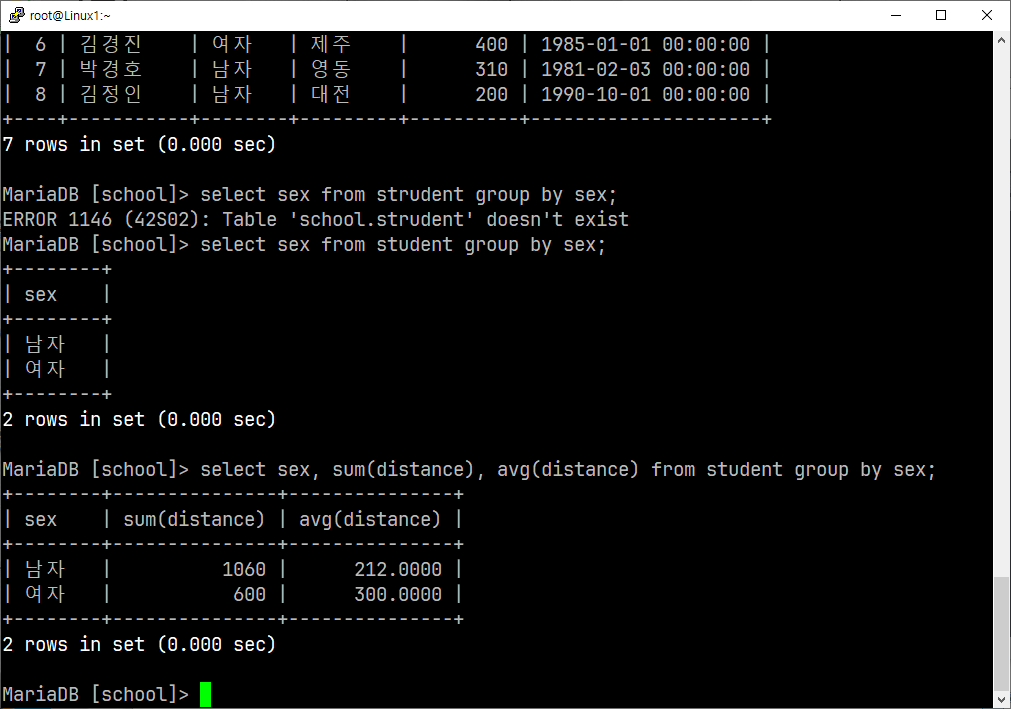 root@Linux1:~
|  6 | 김경진    | 여자   | 제주    |      400 | 1985-01-01 00:00:00 |
|  7 | 박경호    | 남자   | 영동    |      310 | 1981-02-03 00:00:00 |
|  8 | 김정인    | 남자   | 대전    |      200 | 1990-10-01 00:00:00 |
+----+-----------+--------+---------+----------+---------------------+
7 rows in set (0.000 sec)
MariaDB [school]> select sex from strudent group by sex;
ERROR 1146 (42S02): Table 'school.strudent' doesn't exist
MariaDB [school]> select sex from student group by sex;
+--------+
| sex    |
+--------+
| 남자   |
| 여자   |
+--------+
2 rows in set (0.000 sec)
MariaDB [school]> select sex, sum(distance), avg(distance) from student group by sex;
+--------+---------------+---------------+
| sex    | sum(distance) | avg(distance) |
+--------+---------------+---------------+
| 남자   |          1060 |      212.0000 |
| 여자   |           600 |      300.0000 |
+--------+---------------+---------------+
2 rows in set (0.000 sec)
MariaDB [school]>